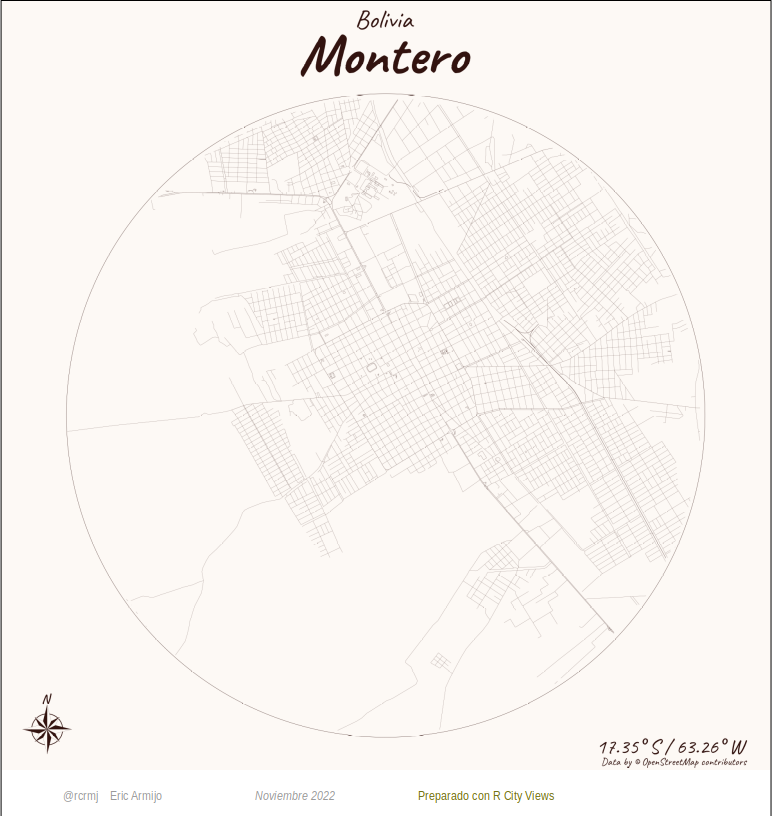 Bolivia
Montero
N
17.35°S / 63.26°W
Data by © OpenStreetMap contributors
@rcrmj Eric Armijo Noviembre 2022 Preparado con R City Views